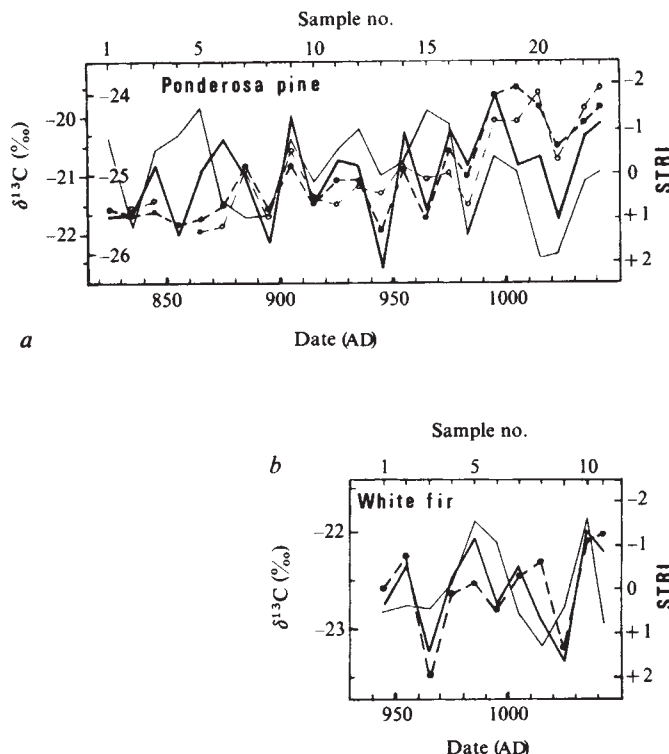 Sample no.
1 5 10 15 20
Ponderosa pine
−24 −25 −26
−20 −21 −22
δ¹³C (‰)
−2 −1 0 +1 +2
STRI
850 900 950 1000
a
Date (AD)
Sample no.
b
1 5 10
White fir
−22 −23
δ¹³C (‰)
−2 −1 0 +1 +2
STRI
950 1000
Date (AD)